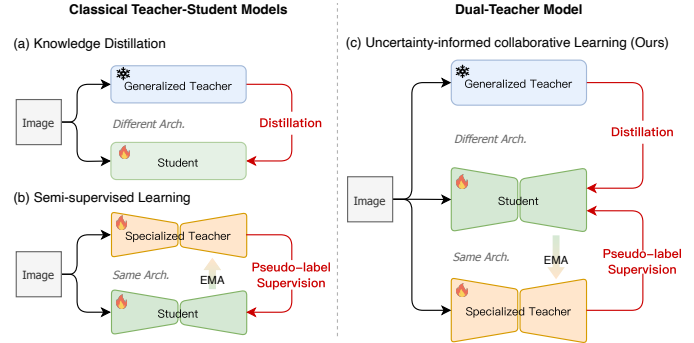 Classical Teacher-Student Models
(a) Knowledge Distillation
Image
Generalized Teacher
Different Arch.
Distillation
Student
(b) Semi-supervised Learning
Image
Specialized Teacher
Same Arch.
EMA
Pseudo-label
Supervision
Student
Dual-Teacher Model
(c) Uncertainty-informed collaborative Learning (Ours)
Generalized Teacher
Different Arch.
Distillation
Image
Student
Same Arch.
EMA
Pseudo-label
Supervision
Specialized Teacher